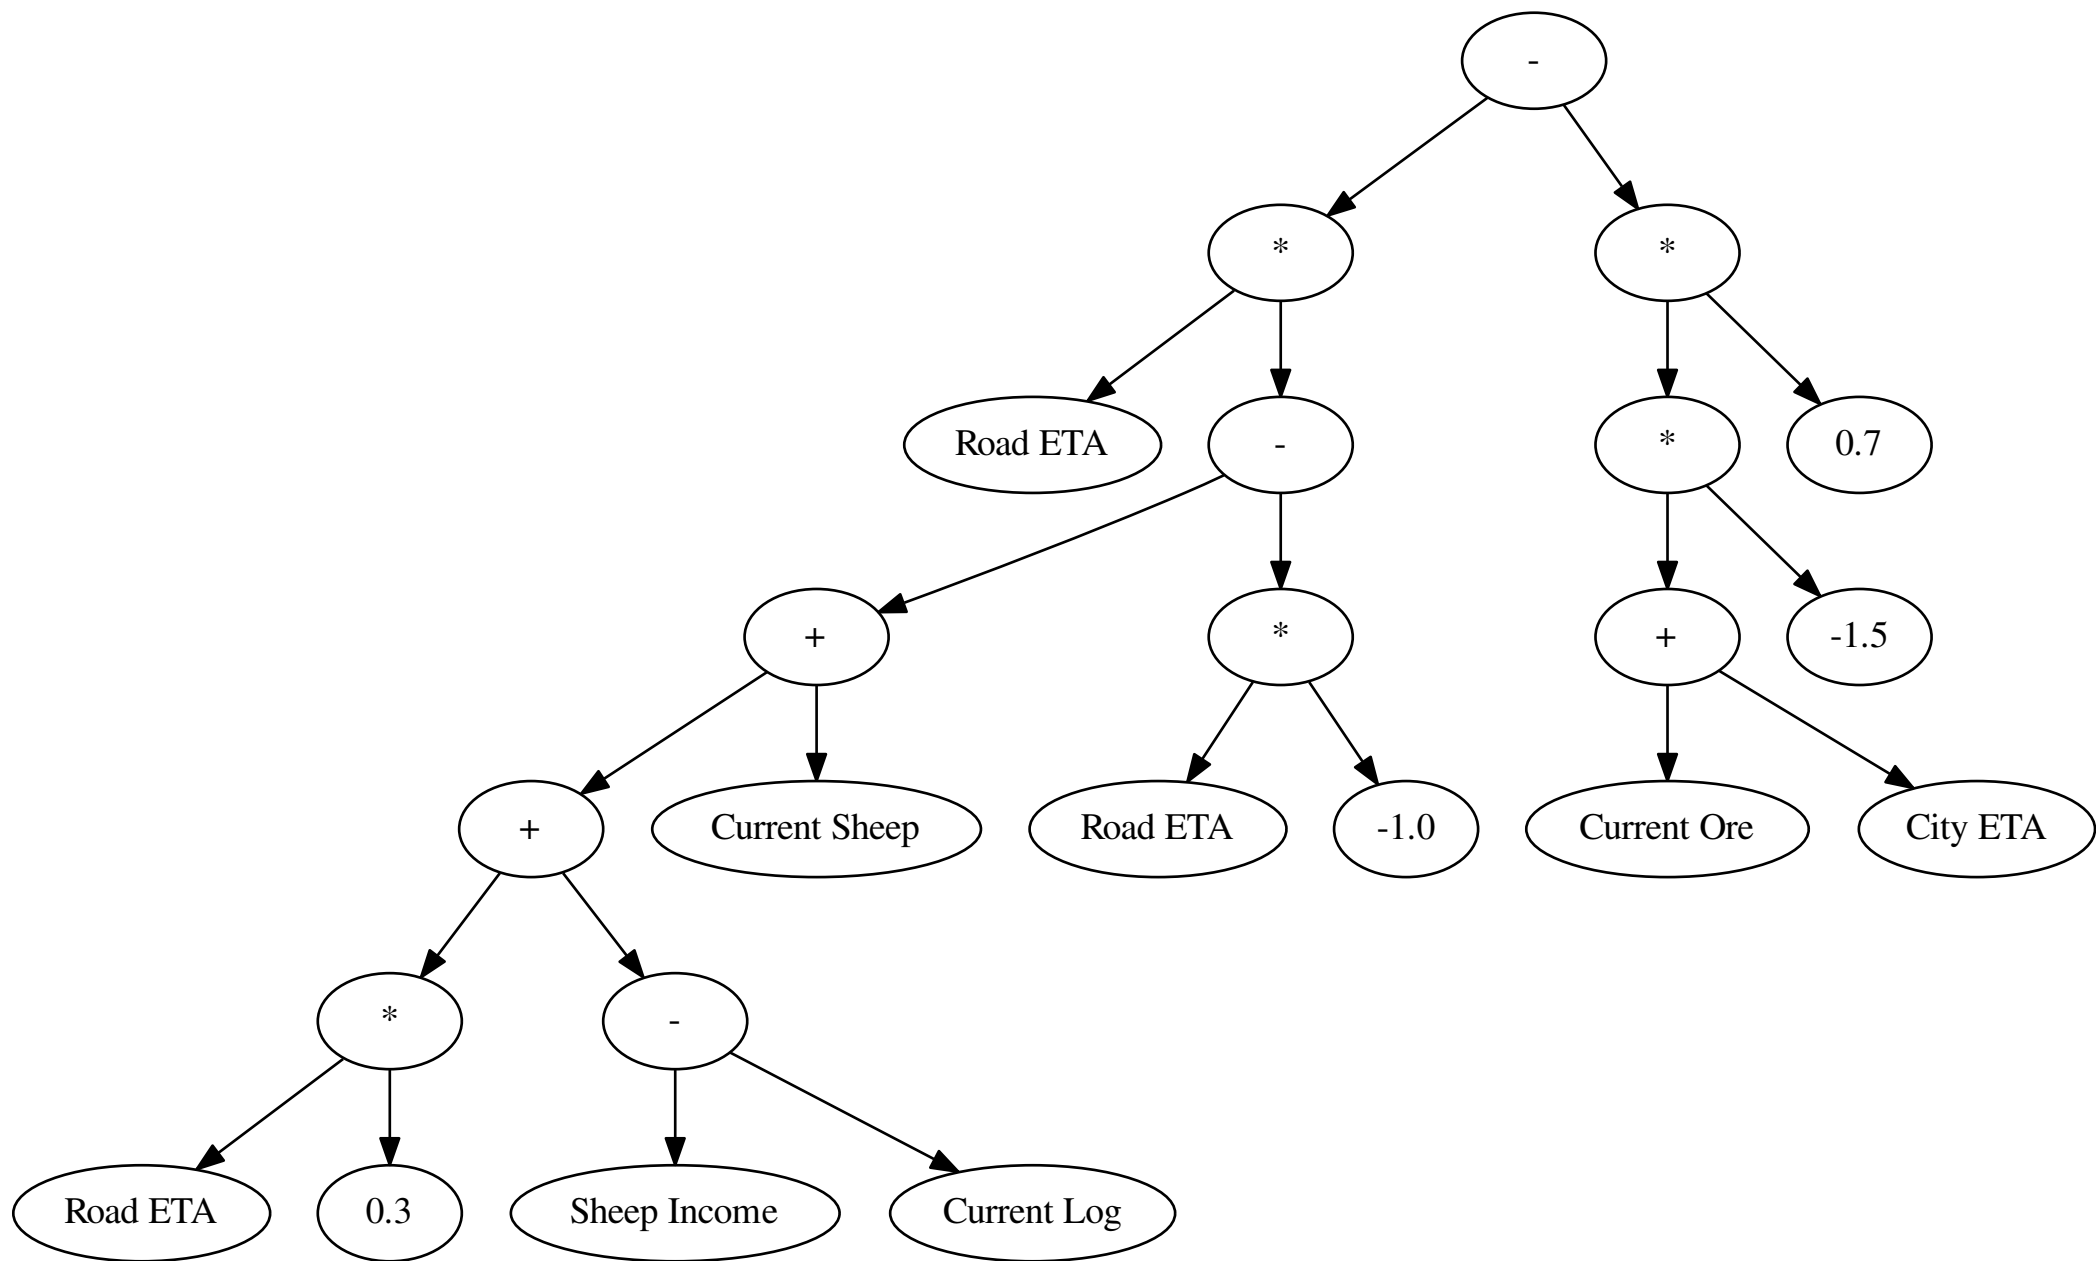 -
*
*
Road ETA
-
*
0.7
+
*
+
-1.5
+
Current Sheep
Road ETA
-1.0
Current Ore
City ETA
*
-
Road ETA
0.3
Sheep Income
Current Log